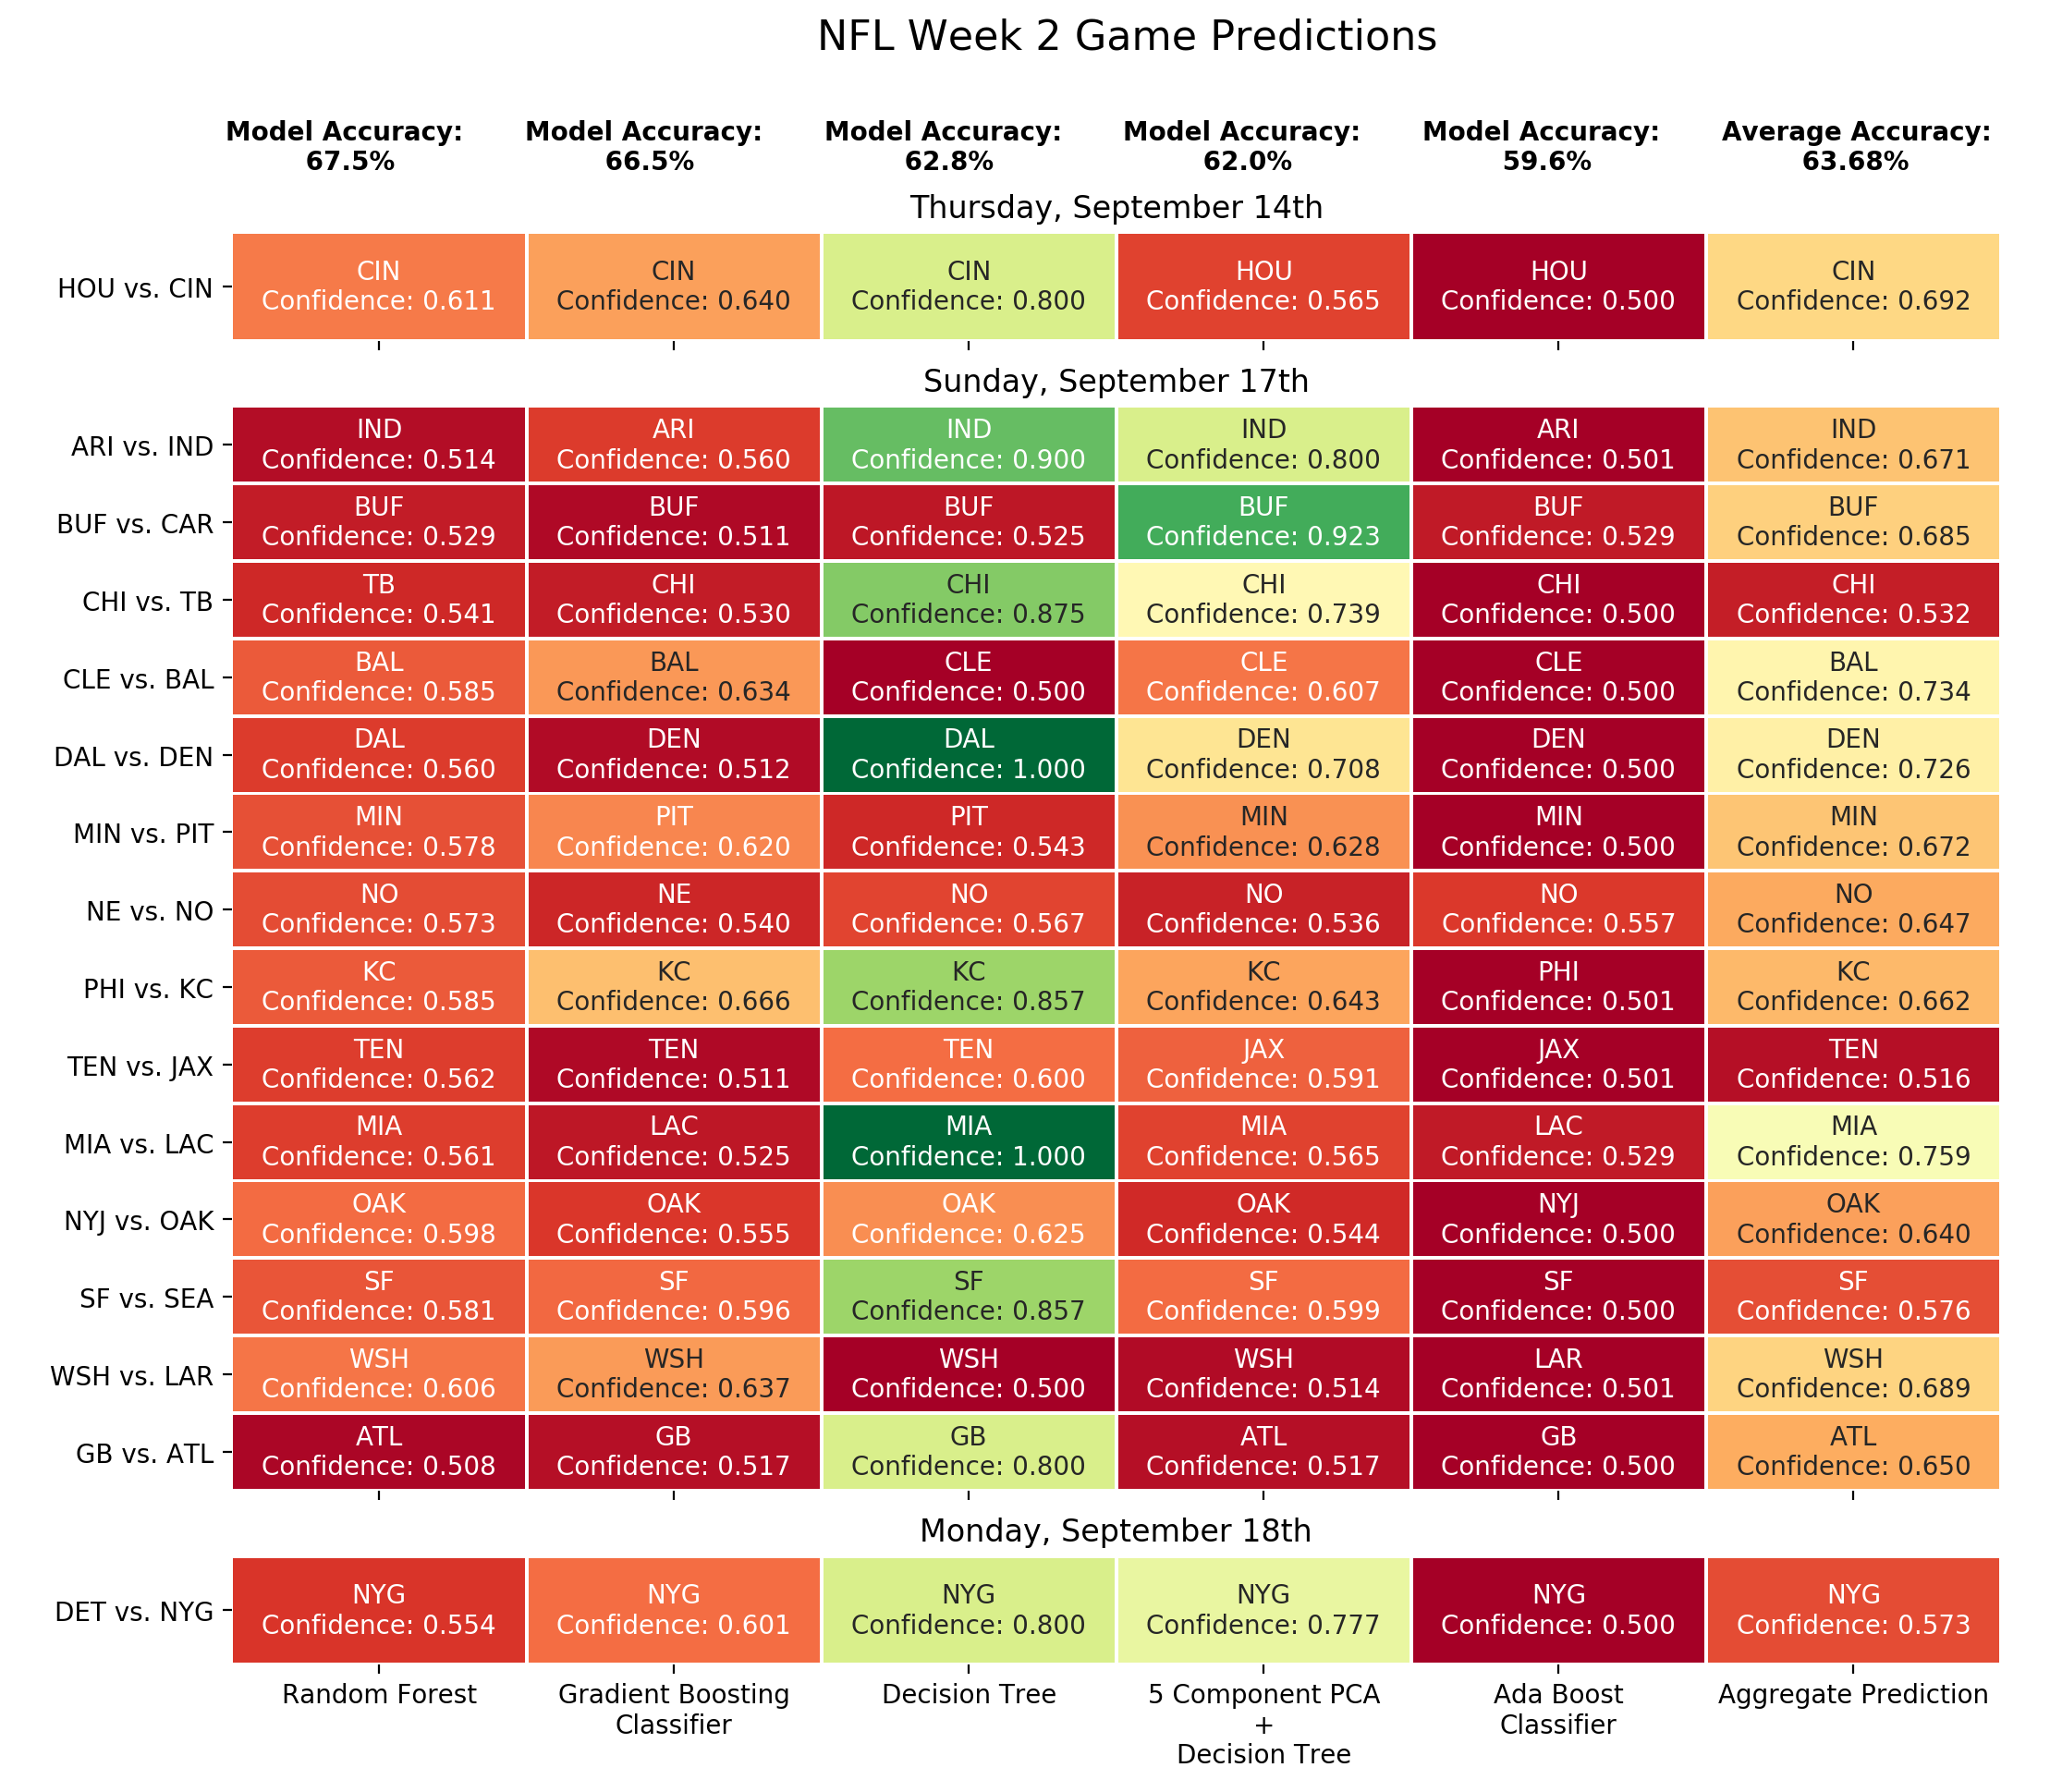 NFL Week 2 Game Predictions
Model Accuracy: Model Accuracy: Model Accuracy: Model Accuracy: Model Accuracy: Average Accuracy:
67.5% 66.5% 62.8% 62.0% 59.6% 63.68%
Thursday, September 14th
CIN CIN CIN HOU HOU CIN
HOU vs. CIN
Confidence: 0.611 Confidence: 0.640 Confidence: 0.800 Confidence: 0.565 Confidence: 0.500 Confidence: 0.692
Sunday, September 17th
IND ARI IND IND ARI IND
ARI vs. IND
Confidence: 0.514 Confidence: 0.560 Confidence: 0.900 Confidence: 0.800 Confidence: 0.501 Confidence: 0.671
BUF BUF BUF BUF BUF BUF
BUF vs. CAR
Confidence: 0.529 Confidence: 0.511 Confidence: 0.525 Confidence: 0.923 Confidence: 0.529 Confidence: 0.685
TB CHI CHI CHI CHI CHI
CHI vs. TB
Confidence: 0.541 Confidence: 0.530 Confidence: 0.875 Confidence: 0.739 Confidence: 0.500 Confidence: 0.532
BAL BAL CLE CLE CLE BAL
CLE vs. BAL
Confidence: 0.585 Confidence: 0.634 Confidence: 0.500 Confidence: 0.607 Confidence: 0.500 Confidence: 0.734
DAL DEN DAL DEN DEN DEN
DAL vs. DEN
Confidence: 0.560 Confidence: 0.512 Confidence: 1.000 Confidence: 0.708 Confidence: 0.500 Confidence: 0.726
MIN PIT PIT MIN MIN MIN
MIN vs. PIT
Confidence: 0.578 Confidence: 0.620 Confidence: 0.543 Confidence: 0.628 Confidence: 0.500 Confidence: 0.672
NO NE NO NO NO NO
NE vs. NO
Confidence: 0.573 Confidence: 0.540 Confidence: 0.567 Confidence: 0.536 Confidence: 0.557 Confidence: 0.647
KC KC KC KC PHI KC
PHI vs. KC
Confidence: 0.585 Confidence: 0.666 Confidence: 0.857 Confidence: 0.643 Confidence: 0.501 Confidence: 0.662
TEN TEN TEN JAX JAX TEN
TEN vs. JAX
Confidence: 0.562 Confidence: 0.511 Confidence: 0.600 Confidence: 0.591 Confidence: 0.501 Confidence: 0.516
MIA LAC MIA MIA LAC MIA
MIA vs. LAC
Confidence: 0.561 Confidence: 0.525 Confidence: 1.000 Confidence: 0.565 Confidence: 0.529 Confidence: 0.759
OAK OAK OAK OAK NYJ OAK
NYJ vs. OAK
Confidence: 0.598 Confidence: 0.555 Confidence: 0.625 Confidence: 0.544 Confidence: 0.500 Confidence: 0.640
SF SF SF SF SF SF
SF vs. SEA
Confidence: 0.581 Confidence: 0.596 Confidence: 0.857 Confidence: 0.599 Confidence: 0.500 Confidence: 0.576
WSH WSH WSH WSH LAR WSH
WSH vs. LAR
Confidence: 0.606 Confidence: 0.637 Confidence: 0.500 Confidence: 0.514 Confidence: 0.501 Confidence: 0.689
ATL GB GB ATL GB ATL
GB vs. ATL
Confidence: 0.508 Confidence: 0.517 Confidence: 0.800 Confidence: 0.517 Confidence: 0.500 Confidence: 0.650
Monday, September 18th
NYG NYG NYG NYG NYG NYG
DET vs. NYG
Confidence: 0.554 Confidence: 0.601 Confidence: 0.800 Confidence: 0.777 Confidence: 0.500 Confidence: 0.573
Random Forest Gradient Boosting Decision Tree 5 Component PCA Ada Boost Aggregate Prediction
Classifier + Classifier
Decision Tree